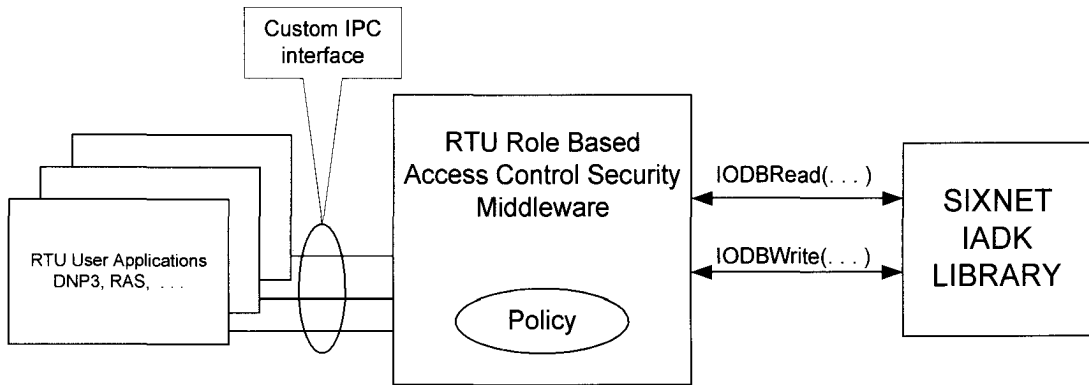 Custom IPC
interface
RTU Role Based
Access Control Security
Middleware
IODBRead(. . . )
SIXNET
IADK
LIBRARY
RTU User Applications
DNP3, RAS, . . .
IODBWrite(. . . )
Policy